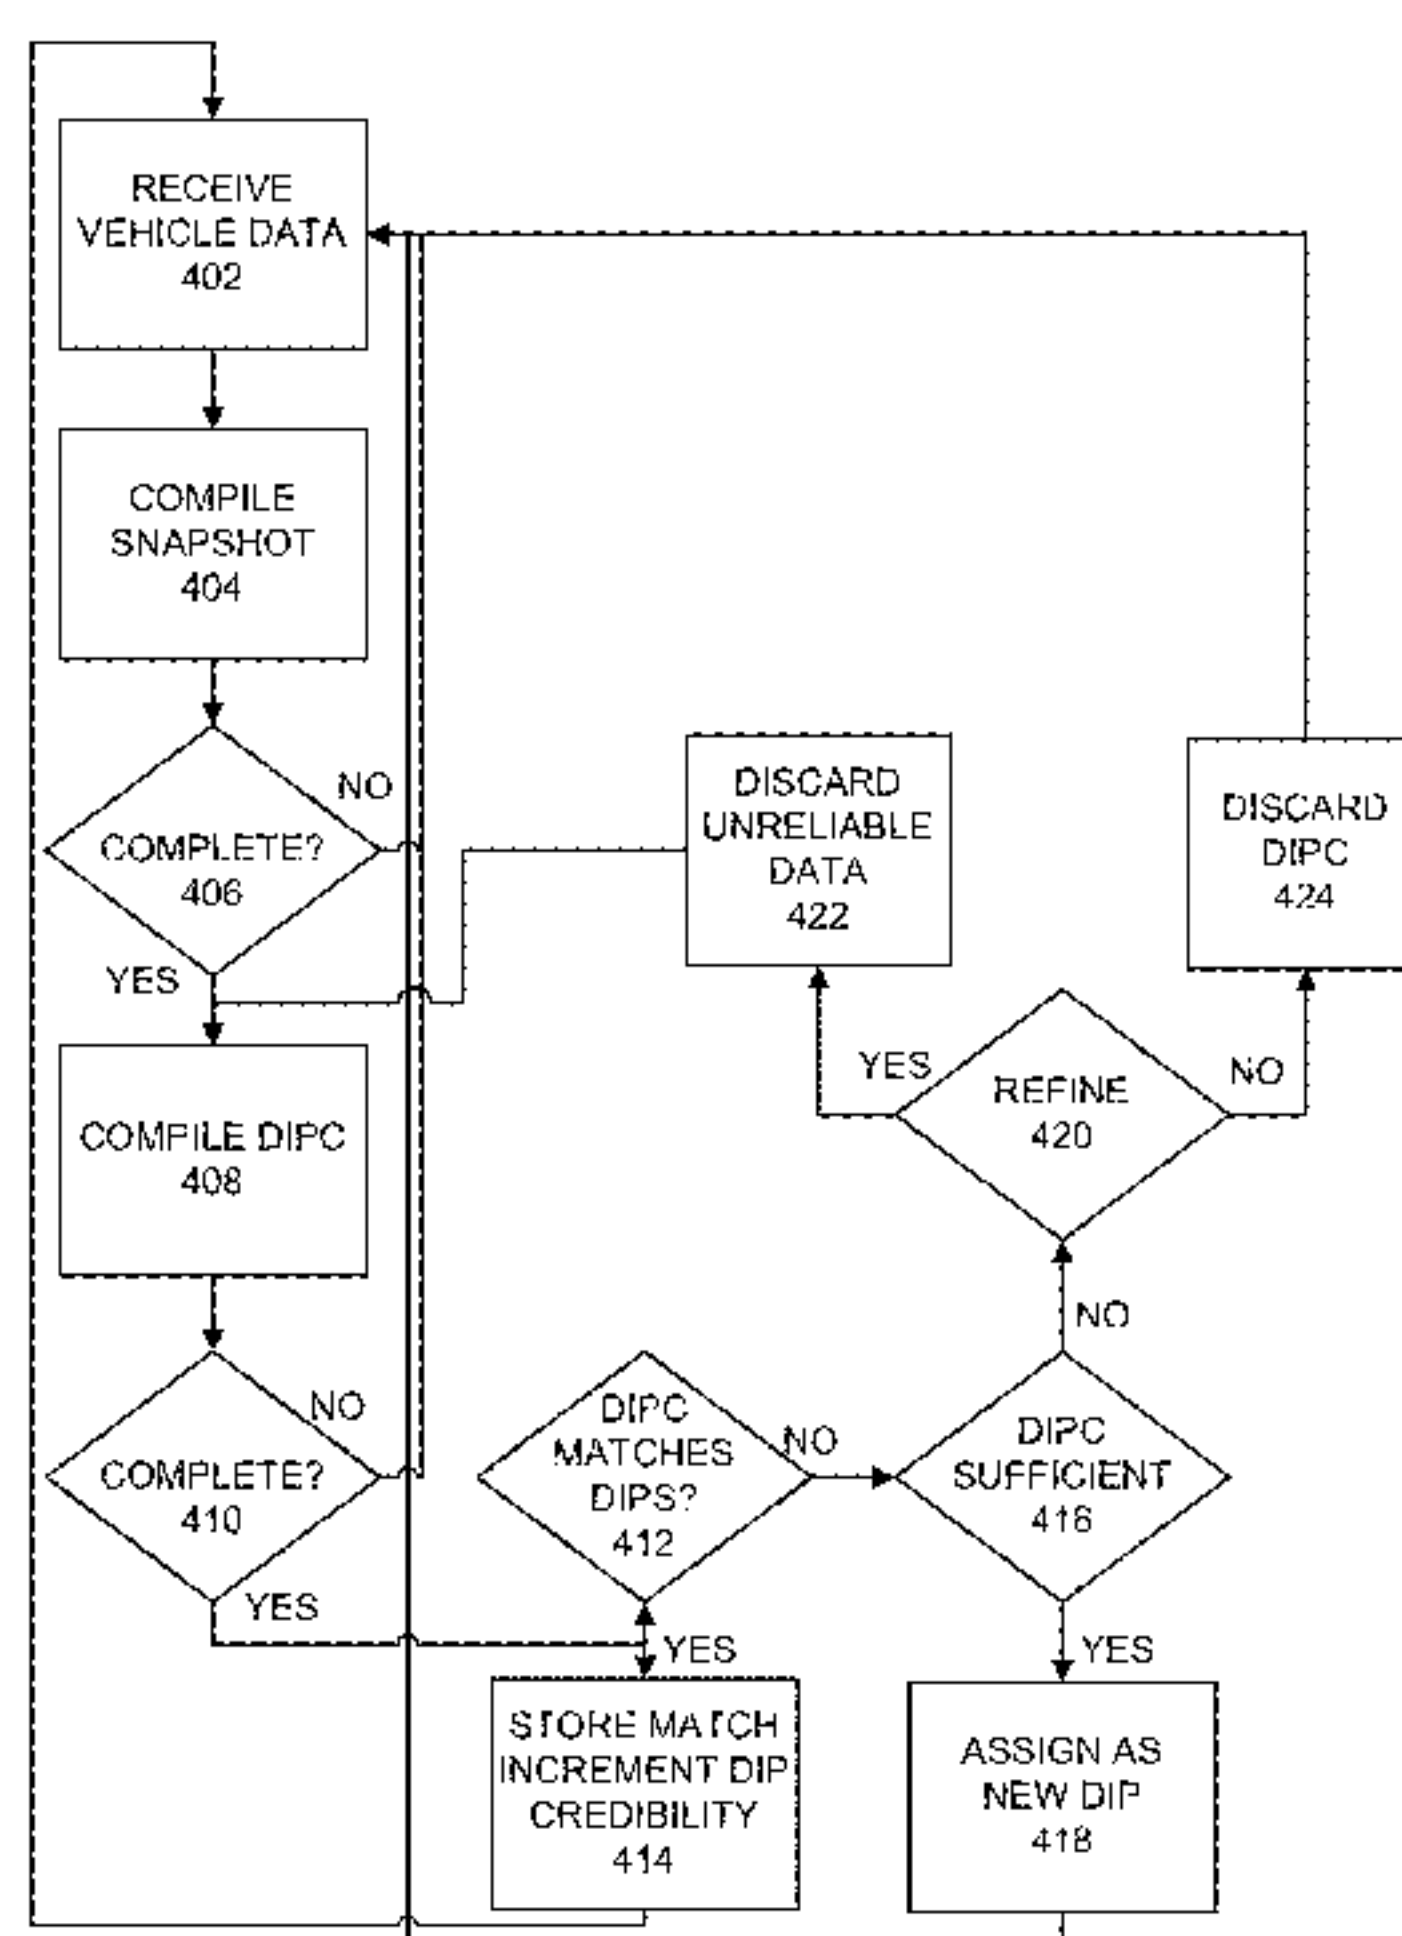 RECEIVE
VEHICLE DATA
402
COMPILE
SNAPSHOT
404
NO
COMPLETE?
406
YES
COMPILE DIPC
408
NO
COMPLETE?
410
YES
DISCARD
UNRELIABLE
DATA
422
DISCARD
DIPC
424
YES
REFINE
420
NO
NO
DIPC
MATCHES
DIPS?
412
NO
DIPC
SUFFICIENT
416
YES
YES
STORE MATCH
INCREMENT DIP
CREDIBILITY
414
ASSIGN AS
NEW DIP
418